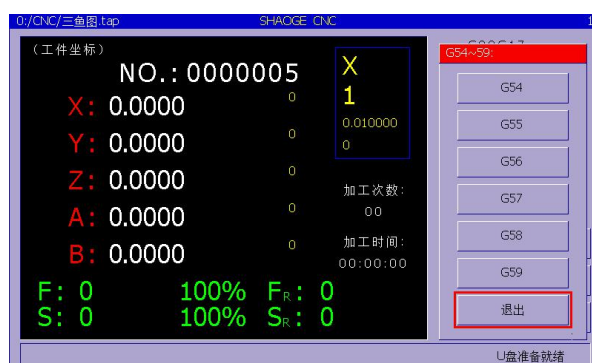 0:/CNC/三鱼图.tap SHAOGE CNC 1
(工件坐标)
NO.: 0000005
X: 0.0000 0
Y: 0.0000 0
Z: 0.0000 0
A: 0.0000 0
B: 0.0000 0
F: 0 100% FR: 0
S: 0 100% SR: 0
X
1
0.010000
0
加工次数:
00
加工时间:
00:00:00
G54~59:
G54
G55
G56
G57
G58
G59
退出
U盘准备就绪